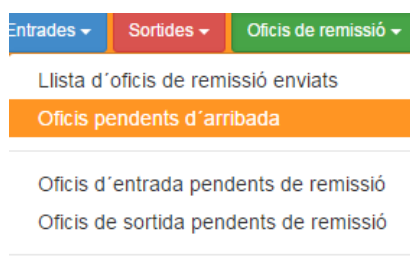 Entrades Sortides Oficis de remissió
Llista d´oficis de remissió enviats
Oficis pendents d´arribada
Oficis d´entrada pendents de remissió
Oficis de sortida pendents de remissió